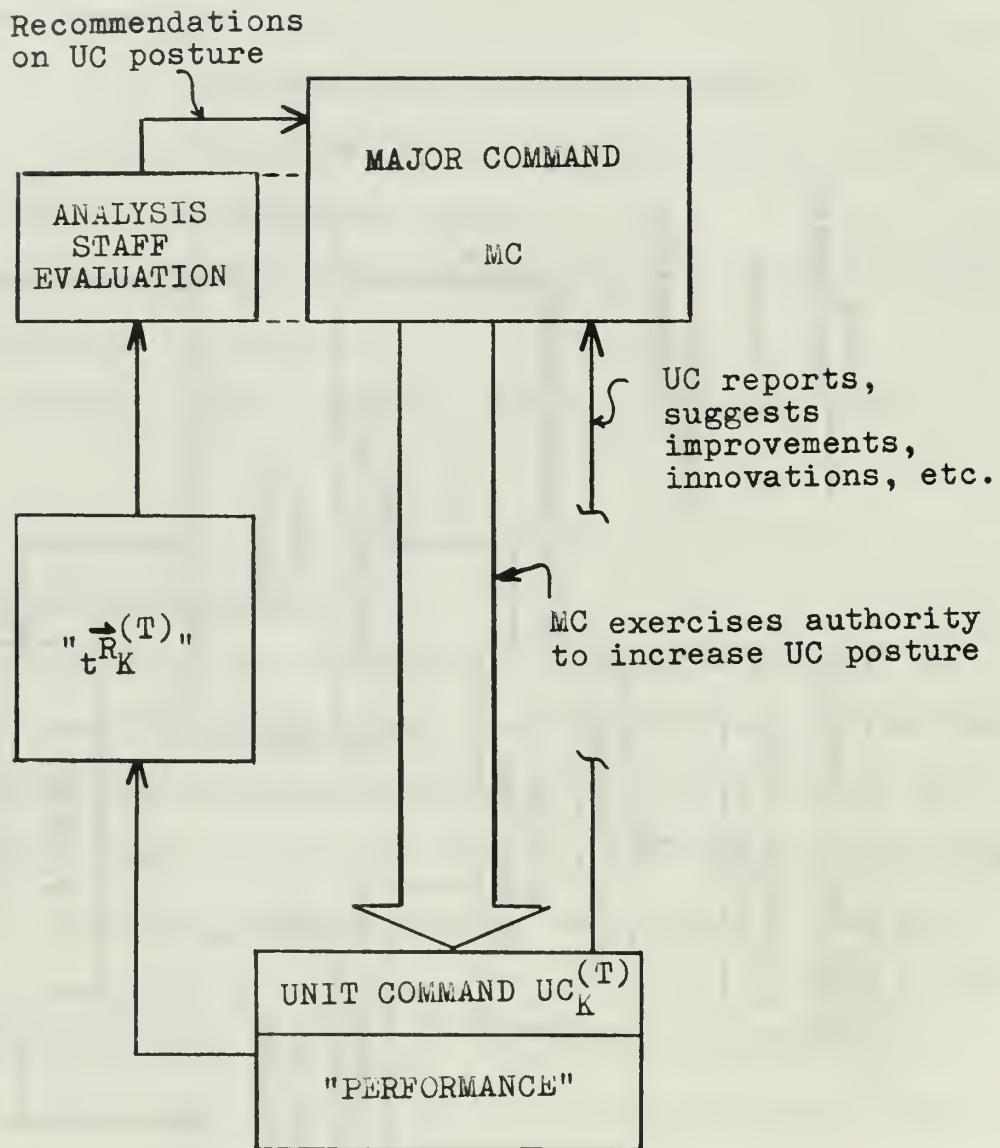 Recommendations
on UC posture
MAJOR COMMAND
MC
ANALYSIS
STAFF
EVALUATION
UC reports,
suggests
improvements,
innovations, etc.
"tR⃗K(T)"
MC exercises authority
to increase UC posture
UNIT COMMAND UCK(T)
"PERFORMANCE"